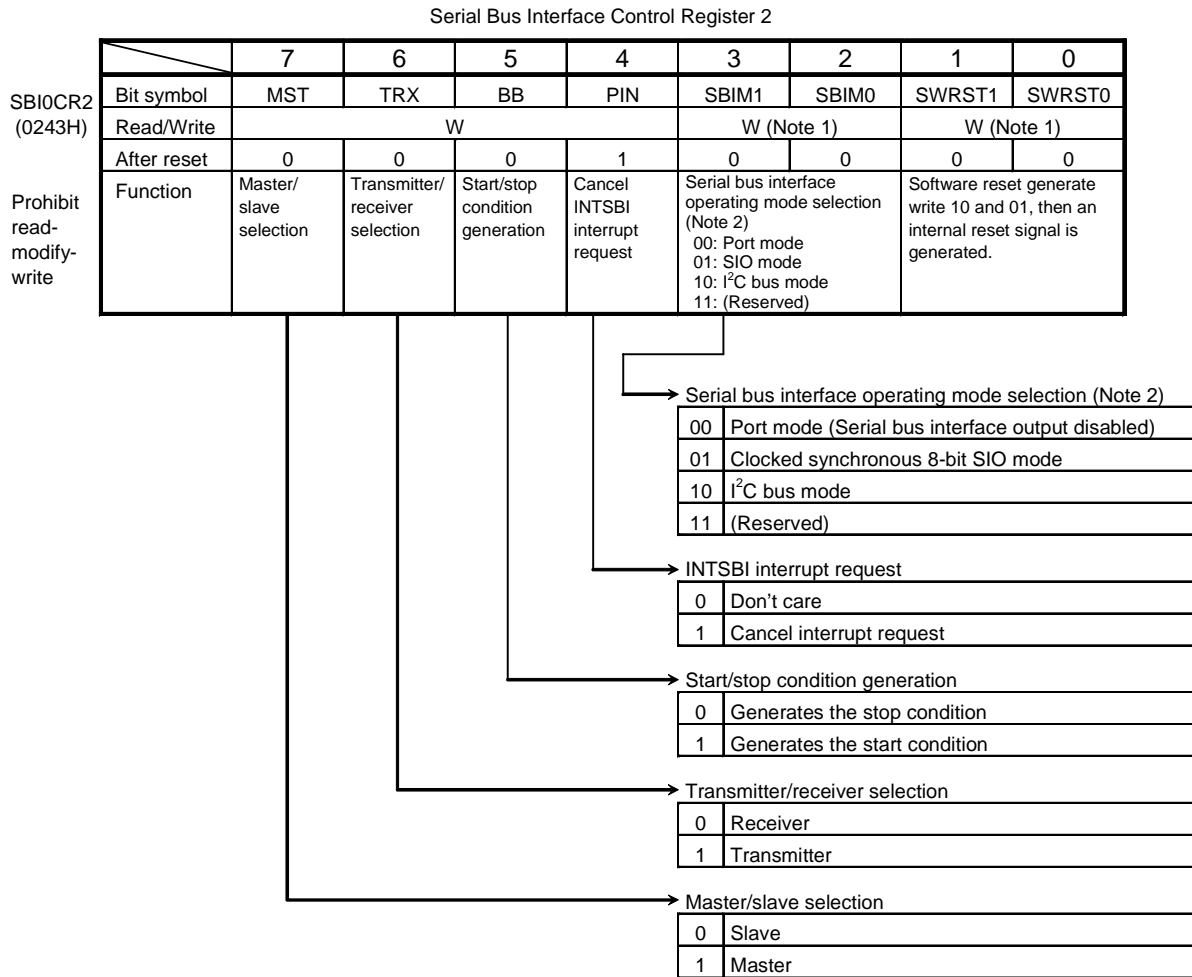 Serial Bus Interface Control Register 2
7 6 5 4 3 2 1 0
SBI0CR2
(0243H)
Prohibit
read-
modify-
write
Bit symbol MST TRX BB PIN SBIM1 SBIM0 SWRST1 SWRST0
Read/Write W W (Note 1) W (Note 1)
After reset 0 0 0 1 0 0 0 0
Function
Master/
slave
selection
Transmitter/
receiver
selection
Start/stop
condition
generation
Cancel
INTSBI
interrupt
request
Serial bus interface
operating mode selection
(Note 2)
00: Port mode
01: SIO mode
10: I²C bus mode
11: (Reserved)
Software reset generate
write 10 and 01, then an
internal reset signal is
generated.
Serial bus interface operating mode selection (Note 2)
00 Port mode (Serial bus interface output disabled)
01 Clocked synchronous 8-bit SIO mode
10 I²C bus mode
11 (Reserved)
INTSBI interrupt request
0 Don't care
1 Cancel interrupt request
Start/stop condition generation
0 Generates the stop condition
1 Generates the start condition
Transmitter/receiver selection
0 Receiver
1 Transmitter
Master/slave selection
0 Slave
1 Master